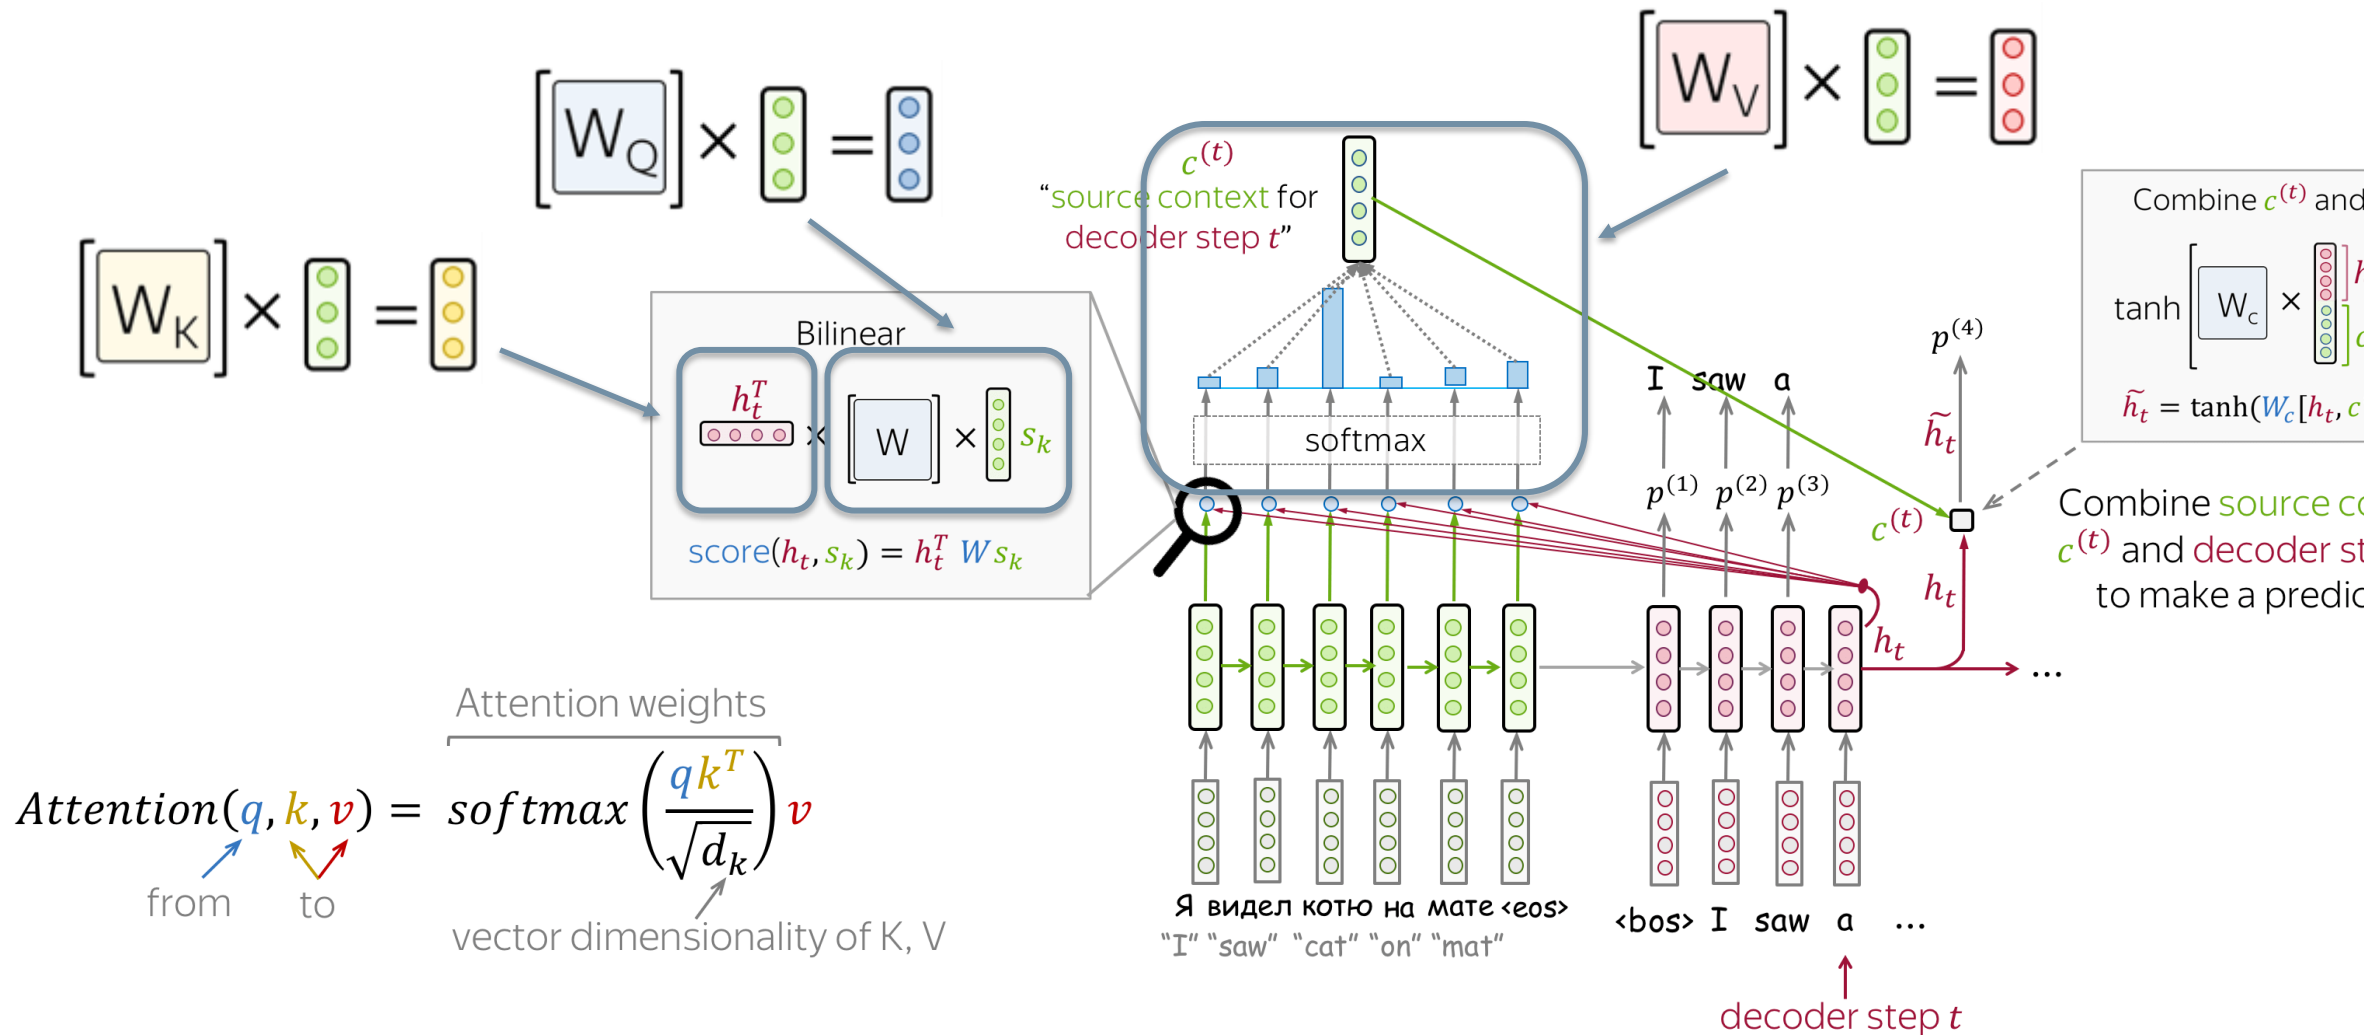 [W_Q] × =
[W_V] × =
[W_K] × =
c^(t)
“source context for
decoder step t”
Bilinear
h_t^T
× [W] × s_k
score(h_t, s_k) = h_t^T W s_k
softmax
I saw a
p^(1) p^(2) p^(3)
p^(4)
h̃_t
c^(t)
h_t
h_t
...
Combine c^(t) and
tanh [W_c ×
h̃_t = tanh(W_c[h_t, c
Combine source
c^(t) and decoder
to make a
Attention weights
Attention(q, k, v) = softmax(qk^T / √d_k) v
from to
vector dimensionality of K, V
Я видел котю на мате <eos>
“I” “saw” “cat” “on” “mat”
<bos> I saw a ...
decoder step t